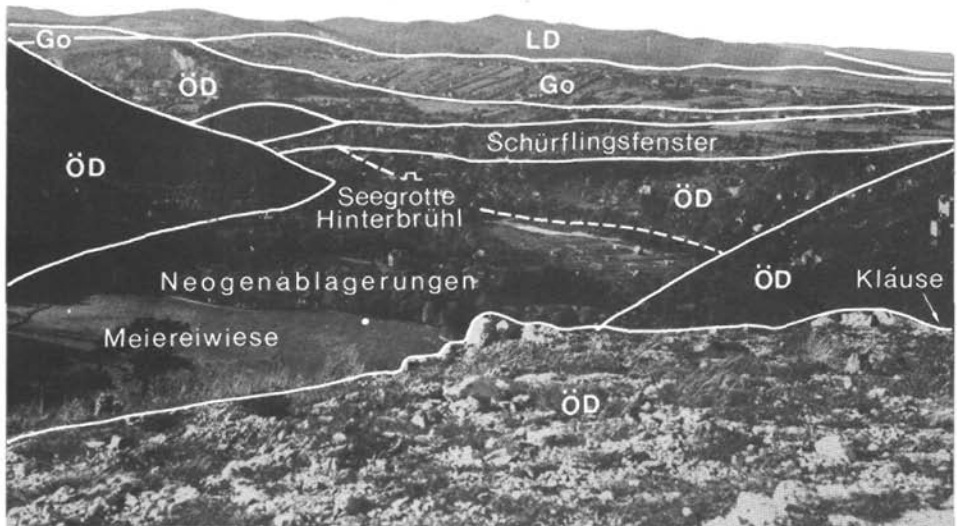 LD
Go
Go
ÖD
Schürflingsfenster
ÖD
ÖD
Seegrotte
Hinterbrühl
Neogenablagerungen
ÖD
Klause
Meiereiwiese
ÖD